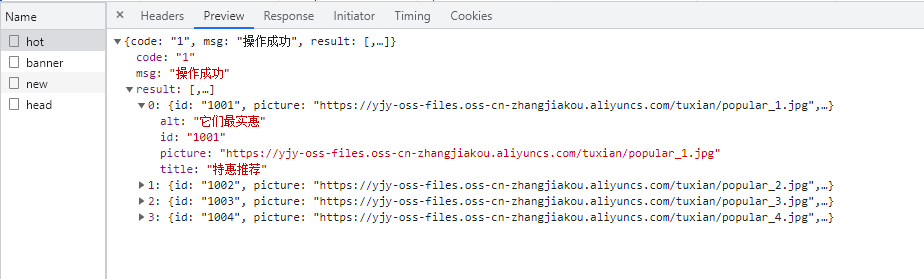 Name
Headers Preview Response Initiator Timing Cookies
hot
banner
new
head
{code: "1", msg: "操作成功", result: [,…]}
code: "1"
msg: "操作成功"
result: [,…]
0: {id: "1001", picture: "https://yjy-oss-files.oss-cn-zhangjiakou.aliyuncs.com/tuxian/popular_1.jpg",…}
alt: "它们最实惠"
id: "1001"
picture: "https://yjy-oss-files.oss-cn-zhangjiakou.aliyuncs.com/tuxian/popular_1.jpg"
title: "特惠推荐"
1: {id: "1002", picture: "https://yjy-oss-files.oss-cn-zhangjiakou.aliyuncs.com/tuxian/popular_2.jpg",…}
2: {id: "1003", picture: "https://yjy-oss-files.oss-cn-zhangjiakou.aliyuncs.com/tuxian/popular_3.jpg",…}
3: {id: "1004", picture: "https://yjy-oss-files.oss-cn-zhangjiakou.aliyuncs.com/tuxian/popular_4.jpg",…}